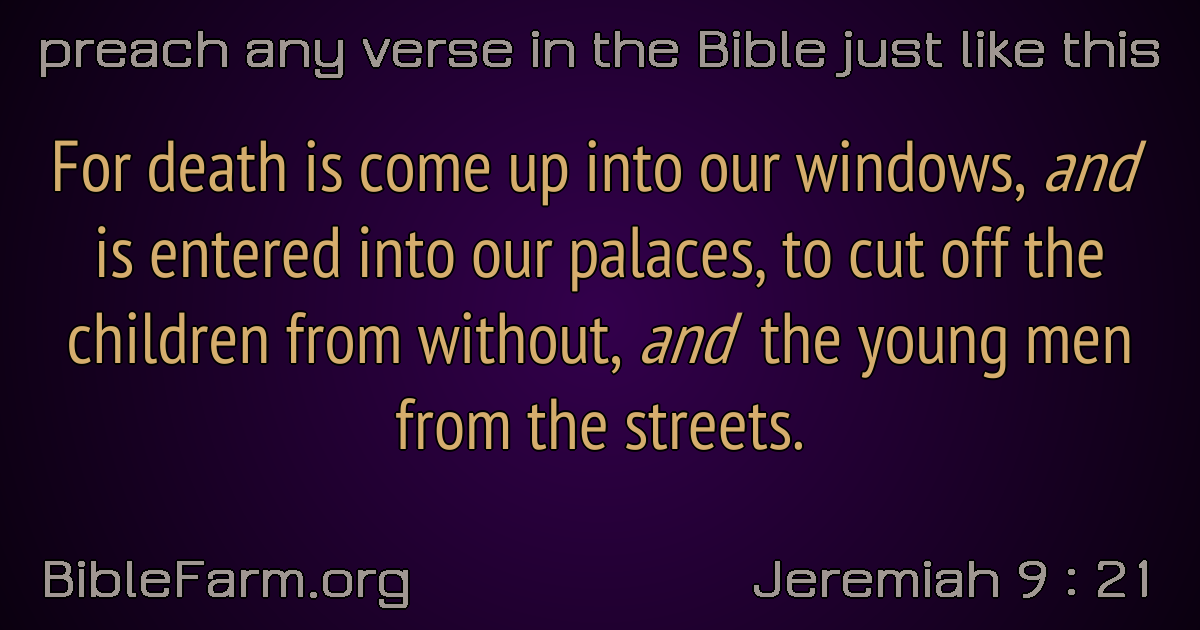 preach any verse in the Bible just like this
For death is come up into our windows, and
is entered into our palaces, to cut off the
children from without, and the young men
from the streets.
BibleFarm.org
Jeremiah 9 : 21